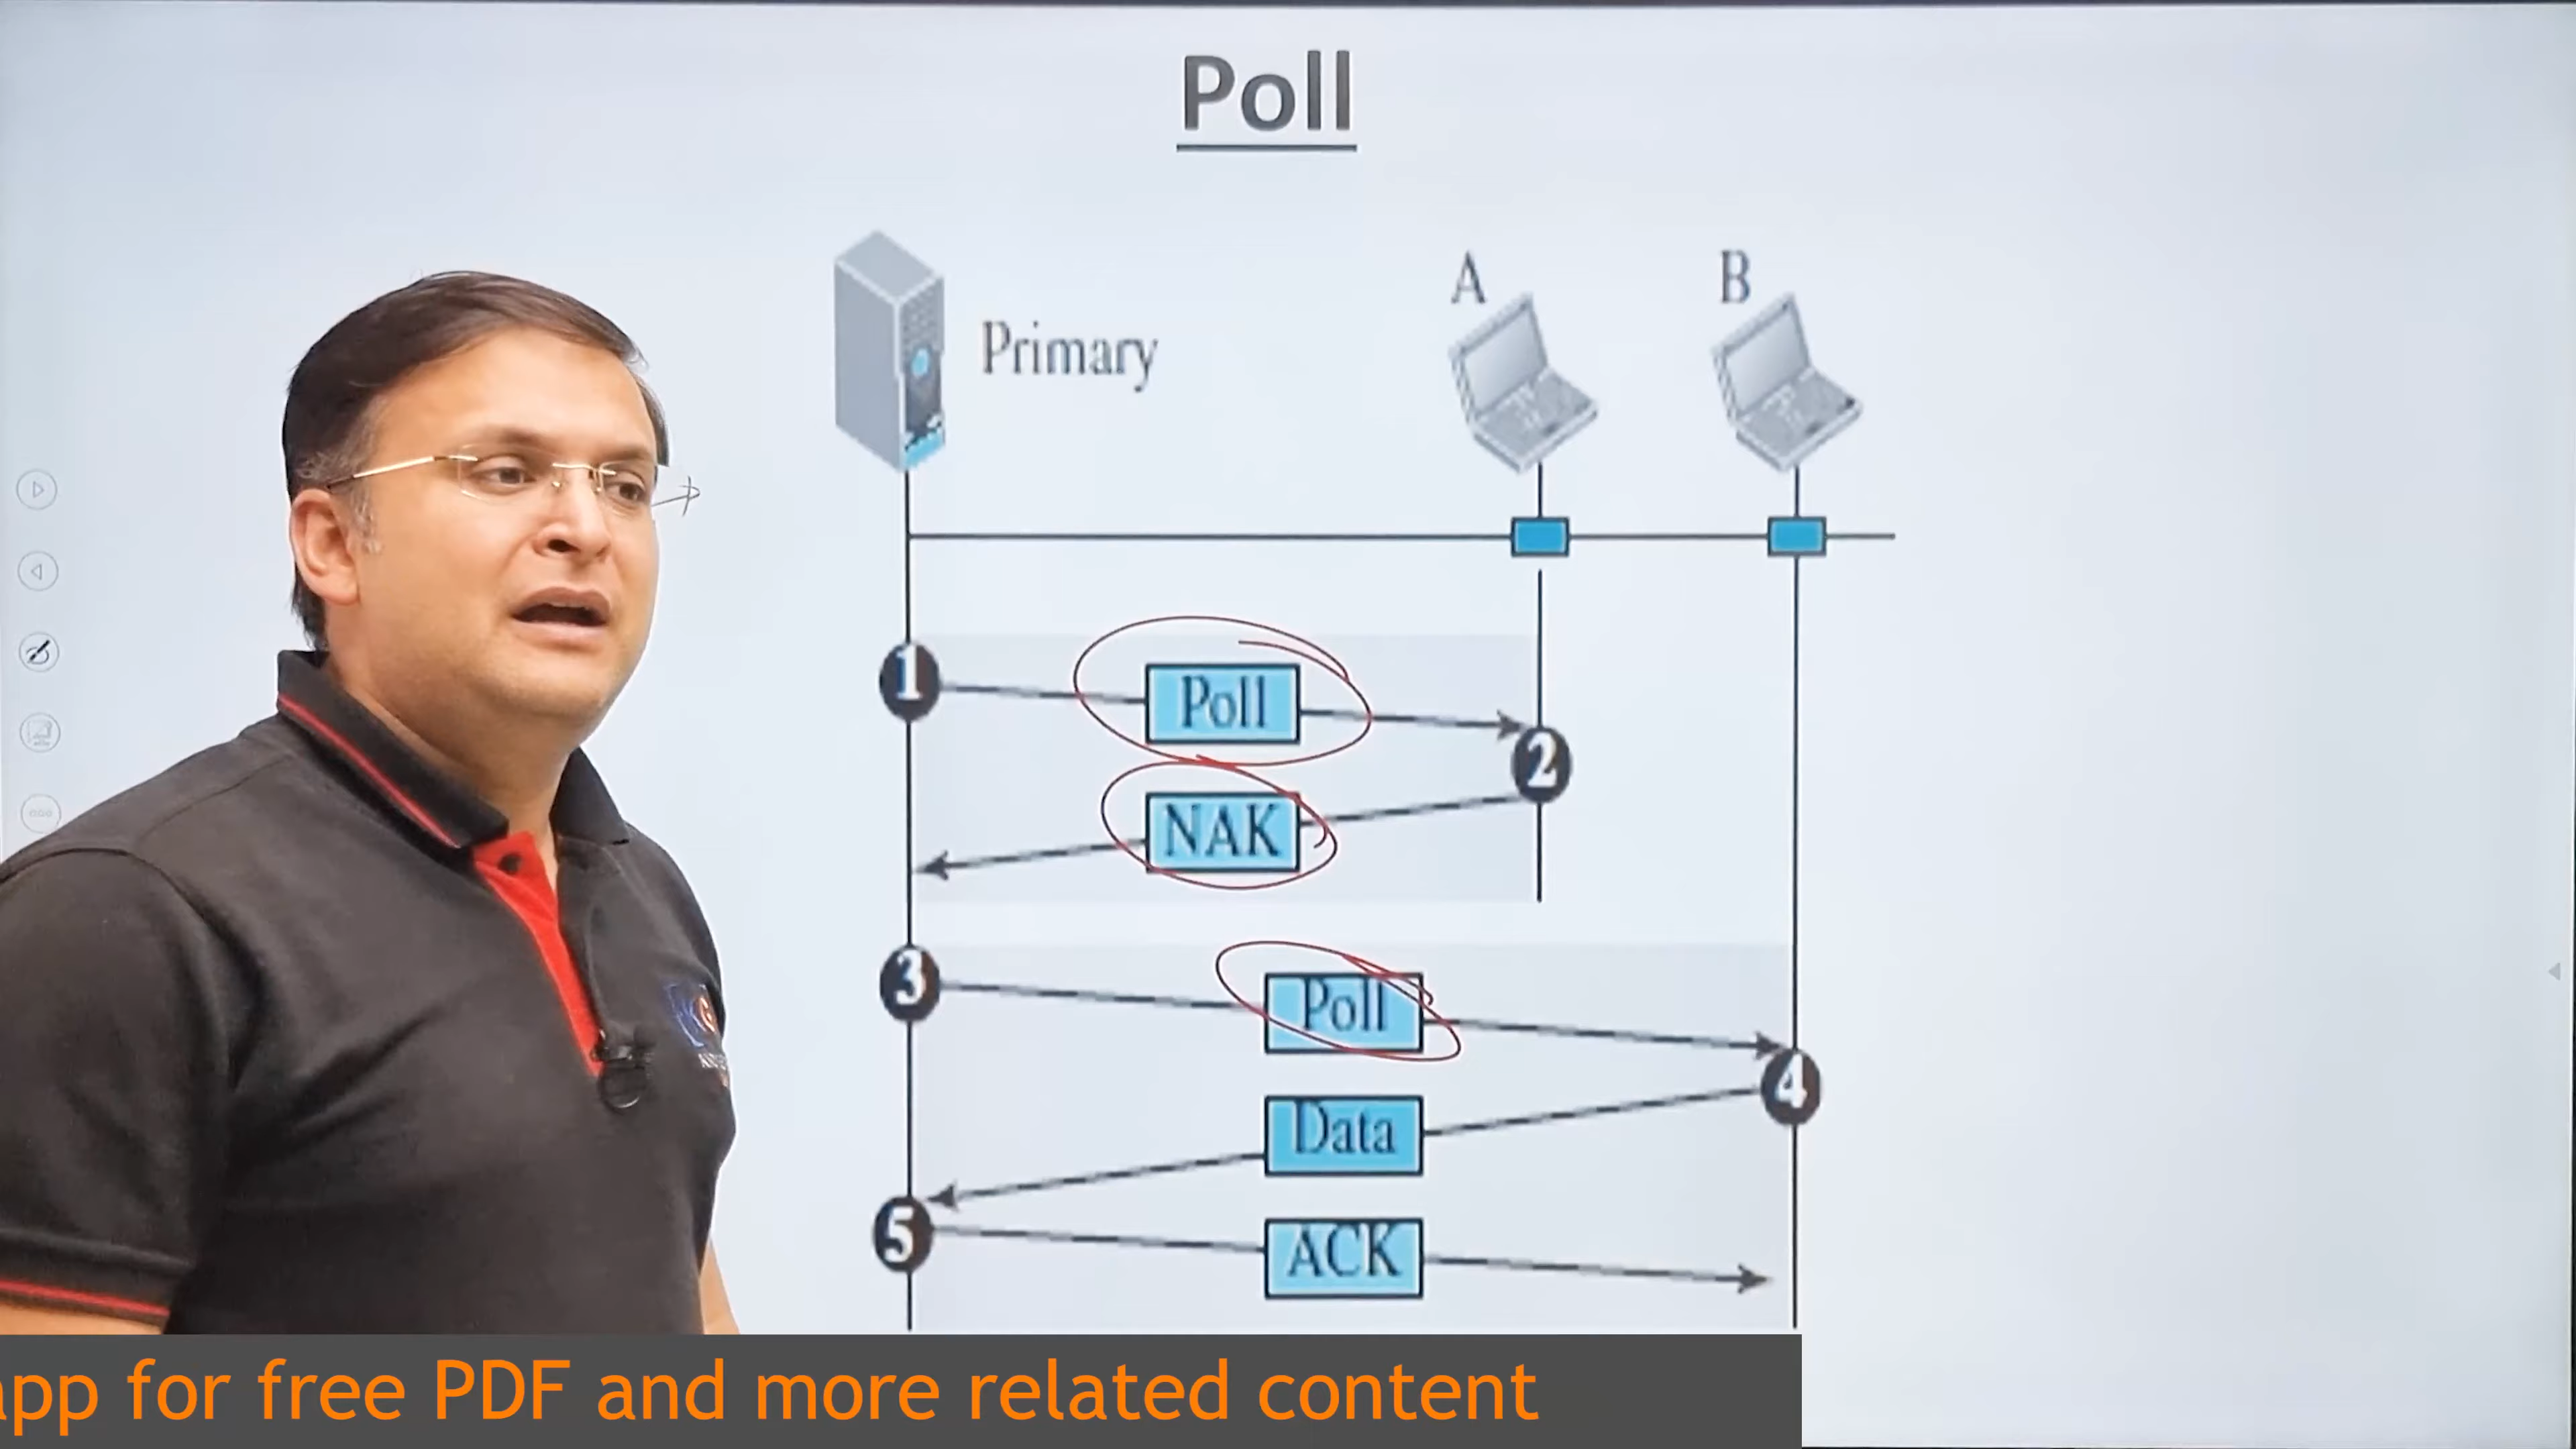 Poll
A
B
Primary
1
Poll
2
NAK
3
Poll
4
Data
5
ACK
app for free PDF and more related content